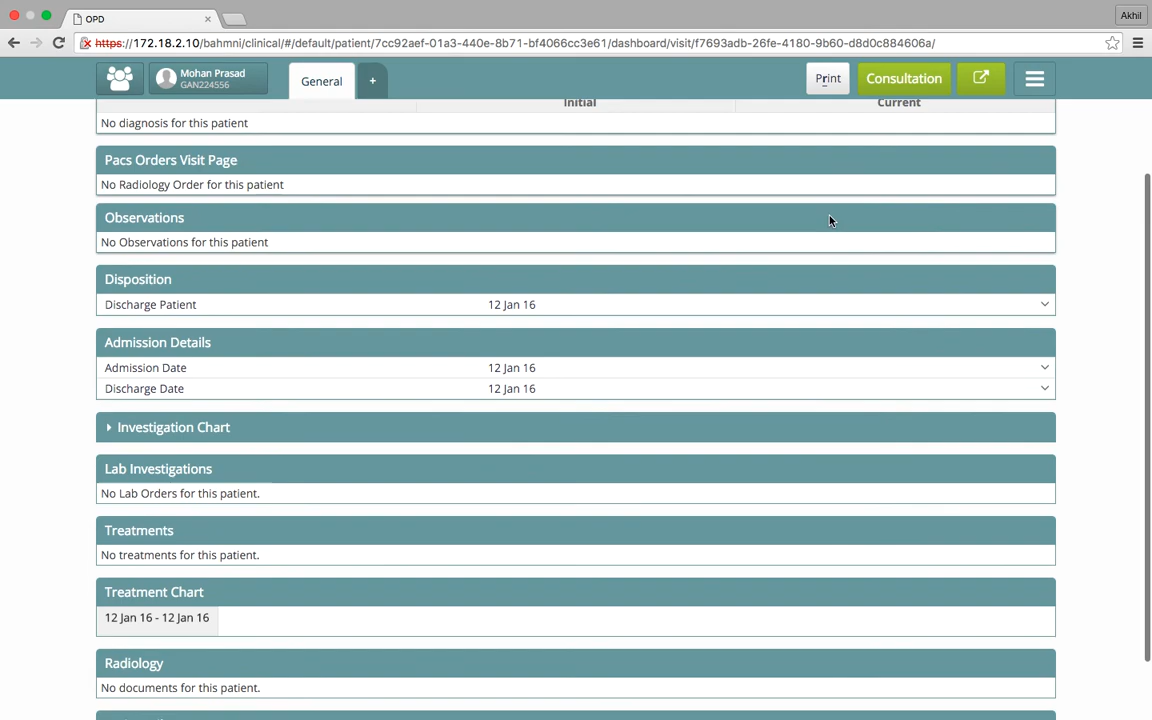 OPD
Akhil
https://172.18.2.10/bahmni/clinical/#/default/patient/7cc92aef-01a3-440e-8b71-bf4066cc3e61/dashboard/visit/f7693adb-26fe-4180-9b60-d8d0c884606a/
Mohan Prasad
GAN224556
General
+
Print
Consultation
Initial
Current
No diagnosis for this patient
Pacs Orders Visit Page
No Radiology Order for this patient
Observations
No Observations for this patient
Disposition
Discharge Patient 12 Jan 16
Admission Details
Admission Date 12 Jan 16
Discharge Date 12 Jan 16
Investigation Chart
Lab Investigations
No Lab Orders for this patient.
Treatments
No treatments for this patient.
Treatment Chart
12 Jan 16 - 12 Jan 16
Radiology
No documents for this patient.